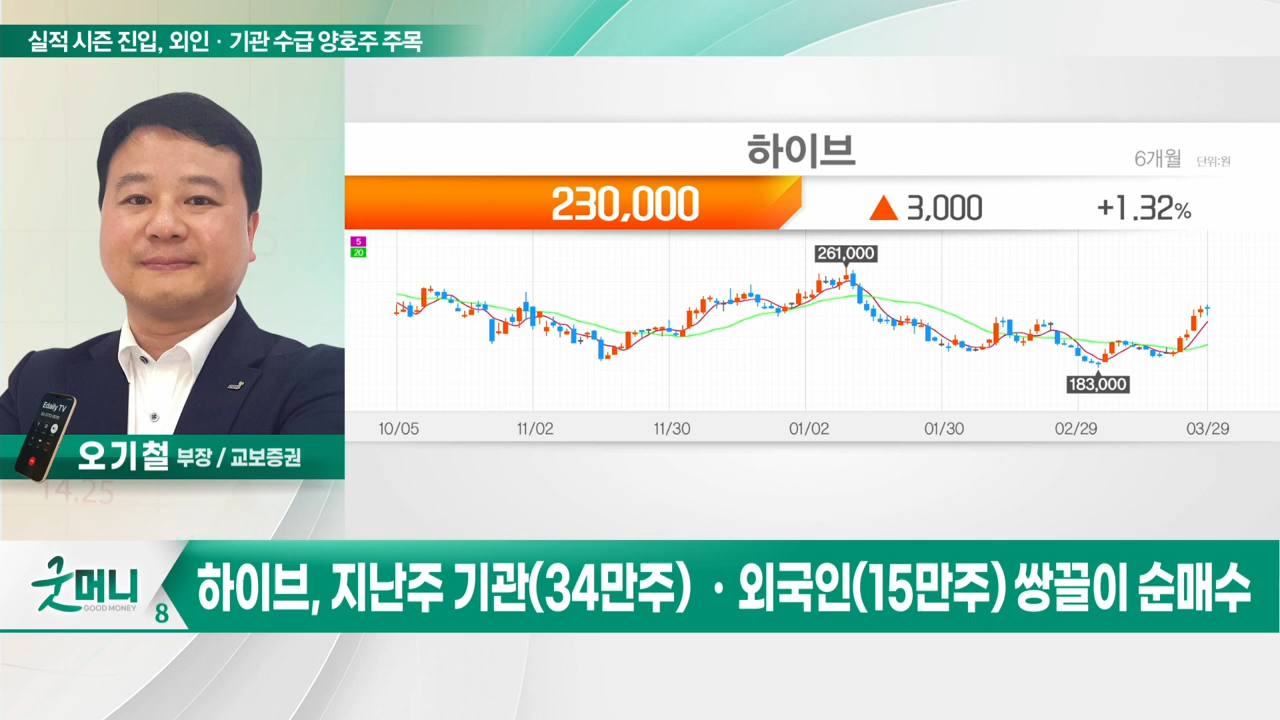 실적 시즌 진입, 외인 · 기관 수급 양호주 주목
하이브
6개월 단위:원
230,000 ▲ 3,000 +1.32%
5
20
261,000
183,000
10/05 11/02 11/30 01/02 01/30 02/29 03/29
Edaily TV
오기철 부장 / 교보증권
14.25
굿머니
GOOD MONEY
8
하이브, 지난주 기관(34만주) · 외국인(15만주) 쌍끌이 순매수